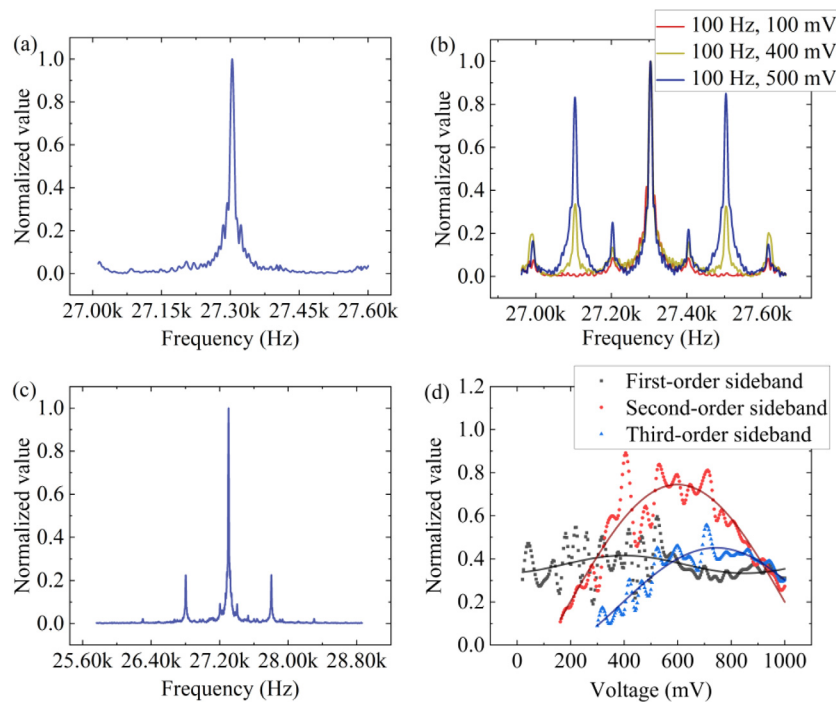 (a)
1.0
0.8
0.6
0.4
0.2
0.0
Normalized value
27.00k 27.15k 27.30k 27.45k 27.60k
Frequency (Hz)
(b)
100 Hz, 100 mV
100 Hz, 400 mV
100 Hz, 500 mV
1.0
0.8
0.6
0.4
0.2
0.0
Normalized value
27.00k 27.20k 27.40k 27.60k
Frequency (Hz)
(c)
1.0
0.8
0.6
0.4
0.2
0.0
Normalized value
25.60k 26.40k 27.20k 28.00k 28.80k
Frequency (Hz)
(d)
First-order sideband
Second-order sideband
Third-order sideband
1.2
1.0
0.8
0.6
0.4
0.2
0.0
Normalized value
0 200 400 600 800 1000
Voltage (mV)